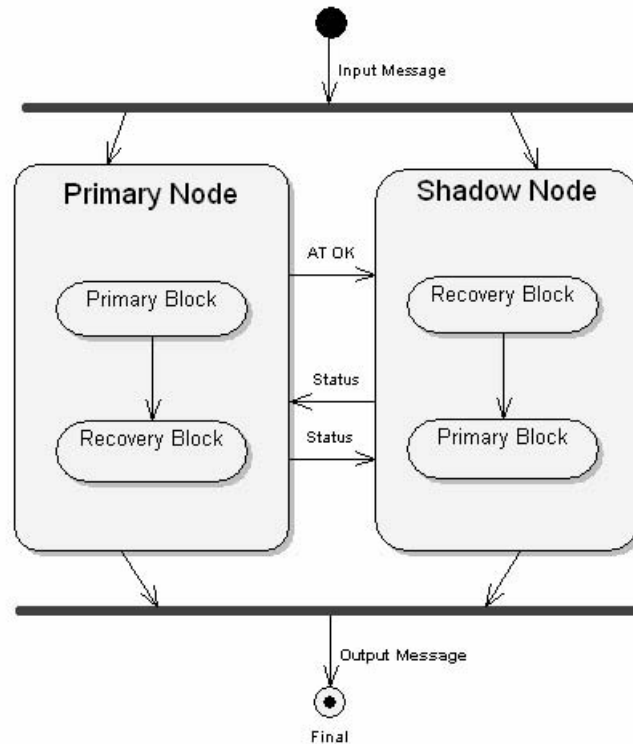 Input Message
Primary Node
Shadow Node
AT OK
Primary Block
Recovery Block
Status
Recovery Block
Status
Primary Block
Output Message
Final